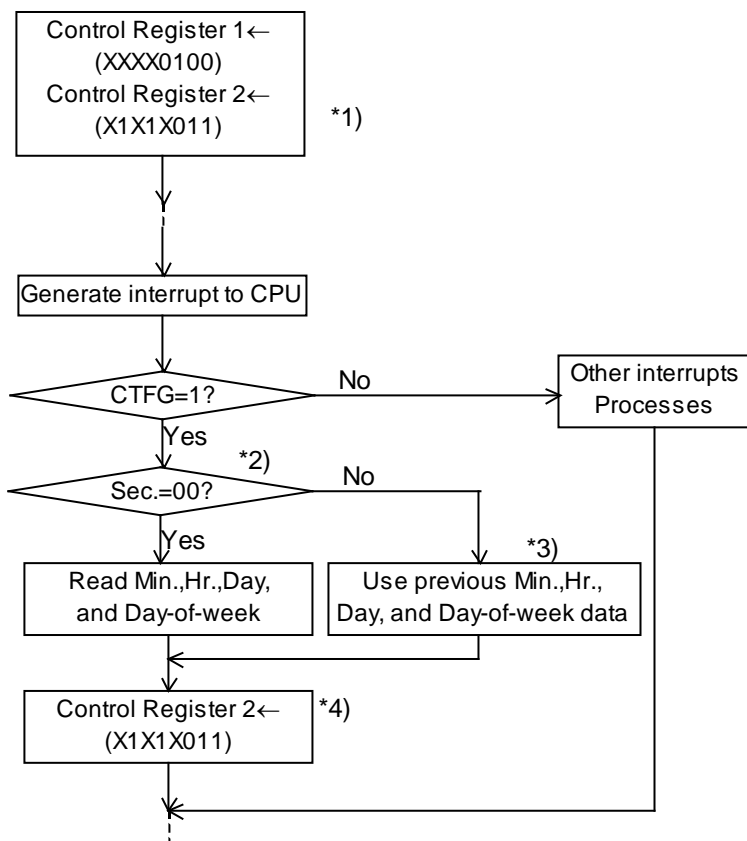 Control Register 1←
(XXXX0100)
Control Register 2←
(X1X1X011)
*1)
Generate interrupt to CPU
CTFG=1?
No
Other interrupts
Processes
Yes
*2)
Sec.=00?
No
Yes
*3)
Read Min.,Hr.,Day,
and Day-of-week
Use previous Min.,Hr.,
Day, and Day-of-week data
Control Register 2←
(X1X1X011)
*4)